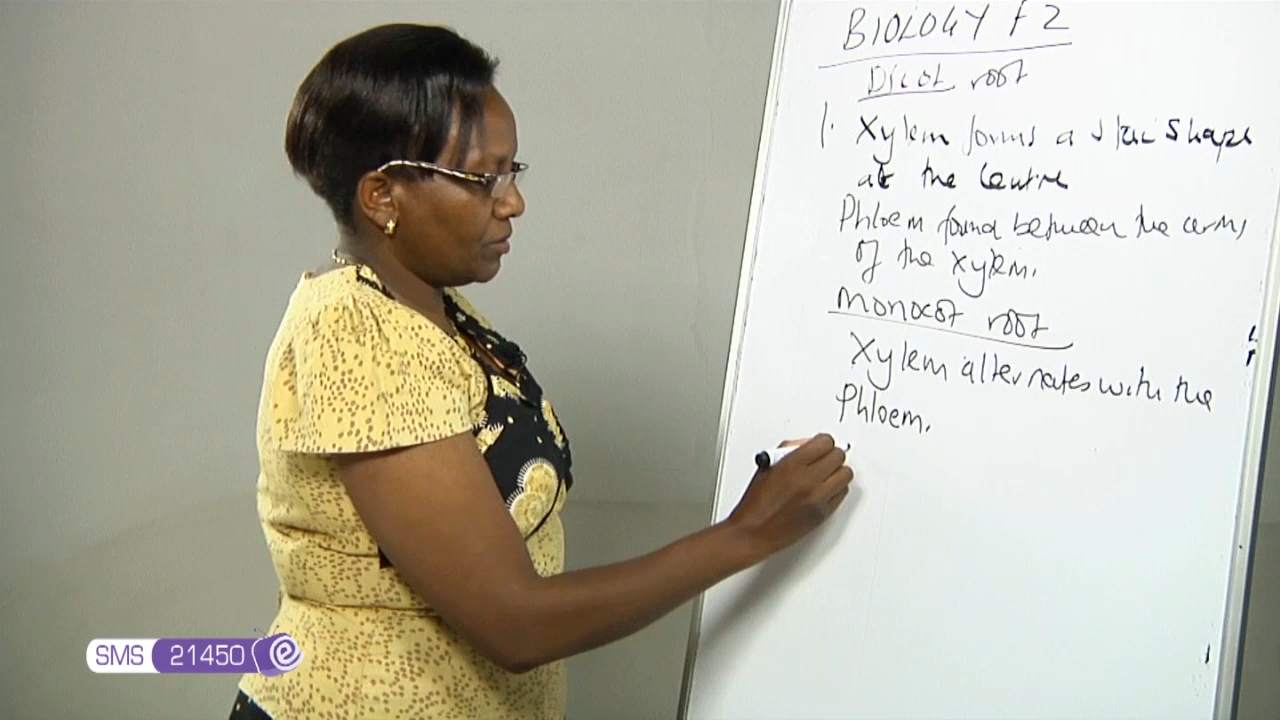 BIOLOGY F2
Dicot root
1. Xylem forms a star shape
at the centre
Phloem found between the arms
of the xylem.
Monocot root
Xylem alternates with the
Phloem.
SMS 21450